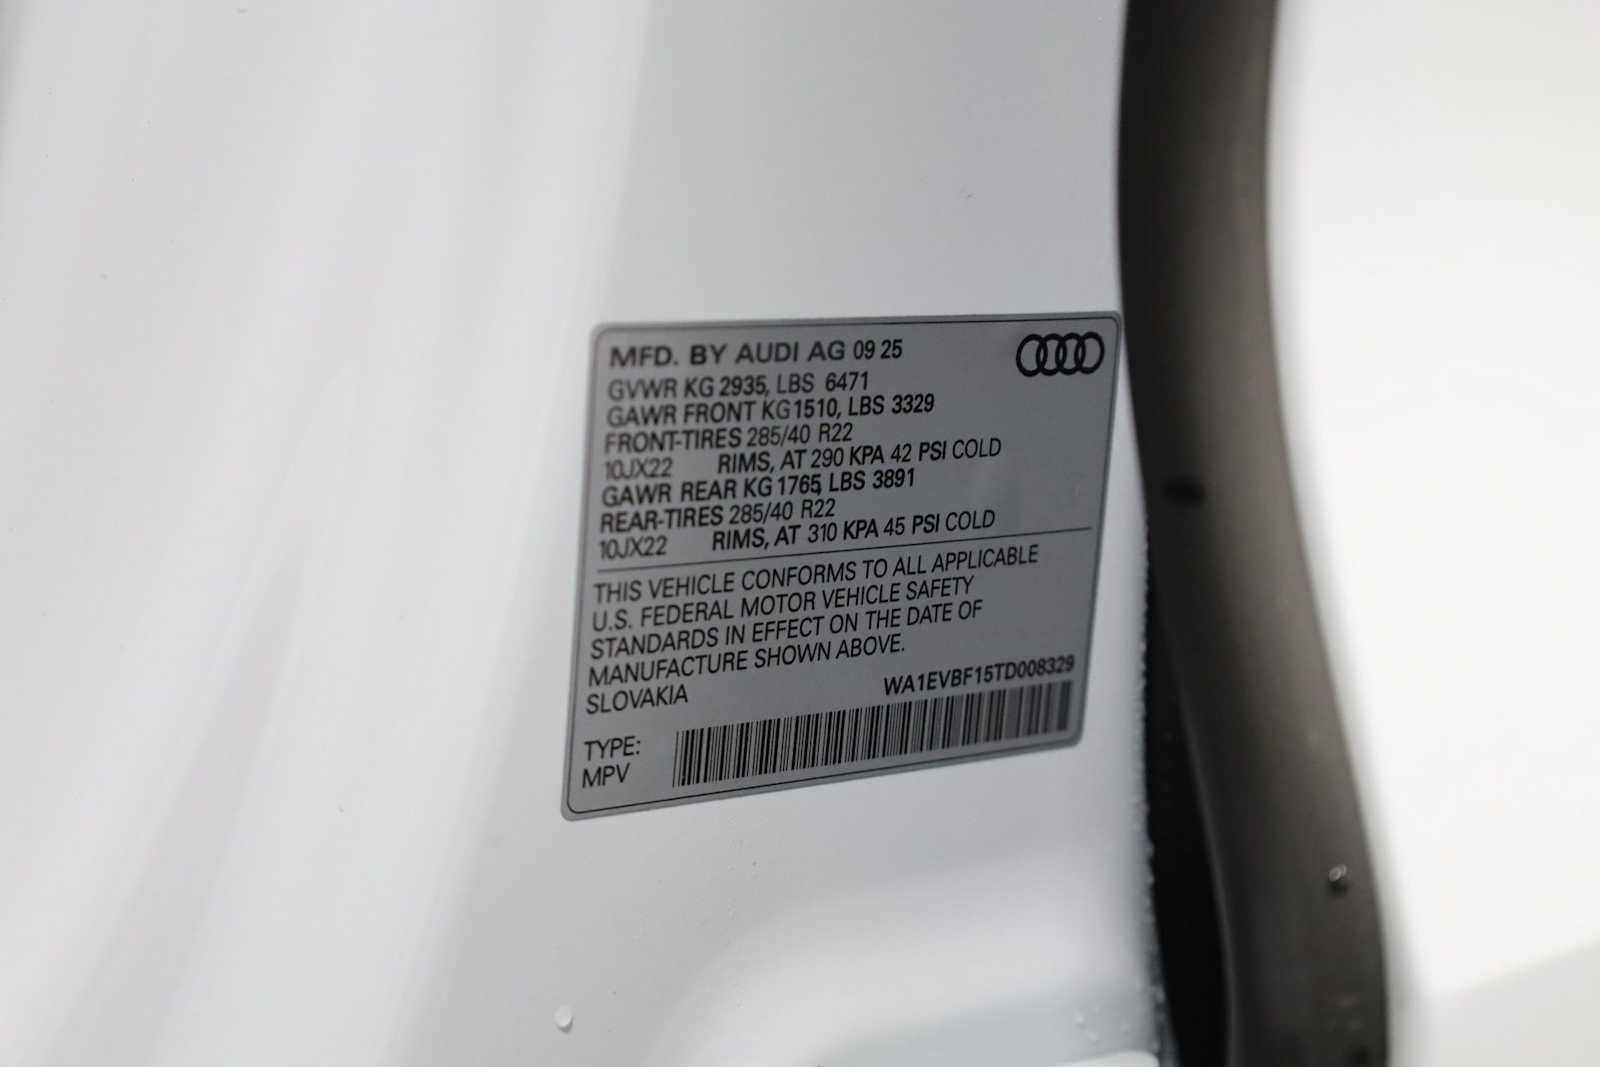 MFD. BY AUDI AG 09 25
GVWR KG 2935, LBS 6471
GAWR FRONT KG1510, LBS 3329
FRONT-TIRES 285/40 R22
10JX22 RIMS, AT 290 KPA 42 PSI COLD
GAWR REAR KG 1765, LBS 3891
REAR-TIRES 285/40 R22
10JX22 RIMS, AT 310 KPA 45 PSI COLD
THIS VEHICLE CONFORMS TO ALL APPLICABLE
U.S. FEDERAL MOTOR VEHICLE SAFETY
STANDARDS IN EFFECT ON THE DATE OF
MANUFACTURE SHOWN ABOVE.
SLOVAKIA WA1EVBF15TD008329
TYPE:
MPV